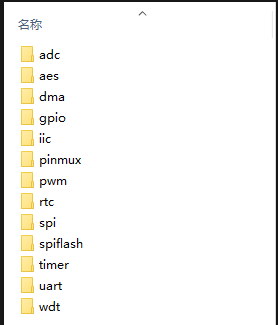 名称
adc
aes
dma
gpio
iic
pinmux
pwm
rtc
spi
spiflash
timer
uart
wdt